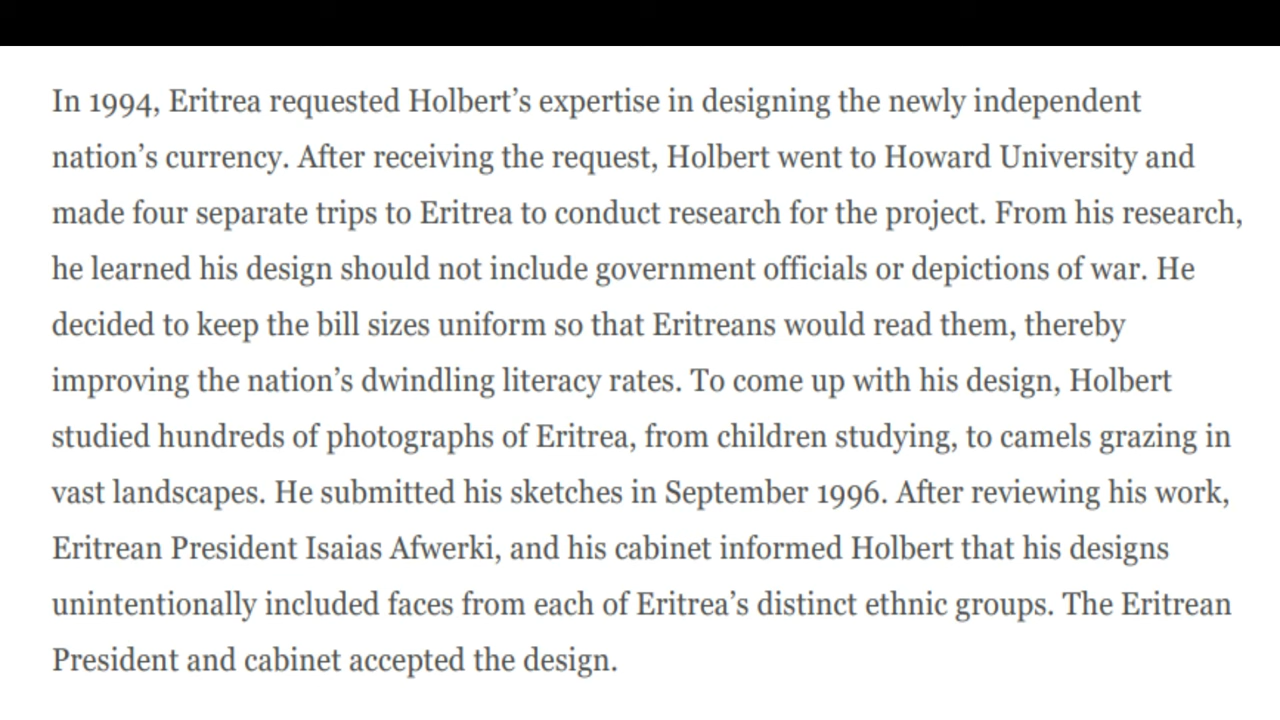 In 1994, Eritrea requested Holbert’s expertise in designing the newly independent
nation’s currency. After receiving the request, Holbert went to Howard University and
made four separate trips to Eritrea to conduct research for the project. From his research,
he learned his design should not include government officials or depictions of war. He
decided to keep the bill sizes uniform so that Eritreans would read them, thereby
improving the nation’s dwindling literacy rates. To come up with his design, Holbert
studied hundreds of photographs of Eritrea, from children studying, to camels grazing in
vast landscapes. He submitted his sketches in September 1996. After reviewing his work,
Eritrean President Isaias Afwerki, and his cabinet informed Holbert that his designs
unintentionally included faces from each of Eritrea’s distinct ethnic groups. The Eritrean
President and cabinet accepted the design.